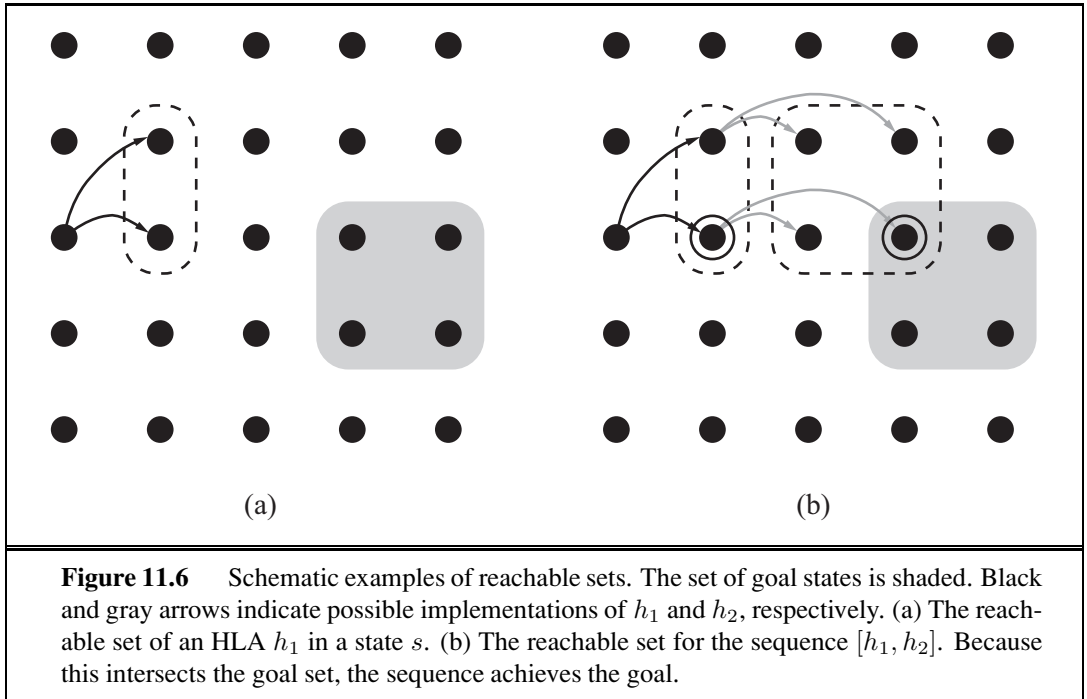 (a)
(b)
Figure 11.6 Schematic examples of reachable sets. The set of goal states is shaded. Black
and gray arrows indicate possible implementations of h₁ and h₂, respectively. (a) The reach-
able set of an HLA h₁ in a state s. (b) The reachable set for the sequence [h₁, h₂]. Because
this intersects the goal set, the sequence achieves the goal.